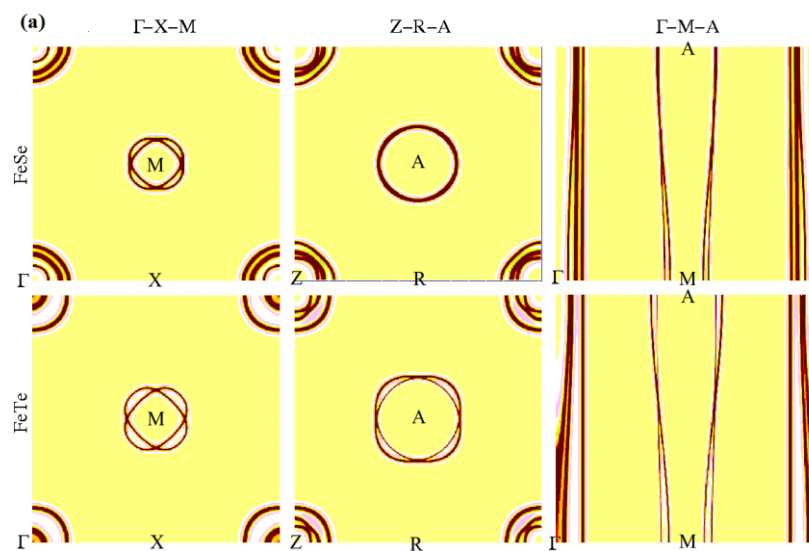 (a)
Γ–X–M Z–R–A Γ–M–A
FeSe
M
A
A
Γ X Z R Γ M
FeTe
M
A
A
Γ X Z R Γ M